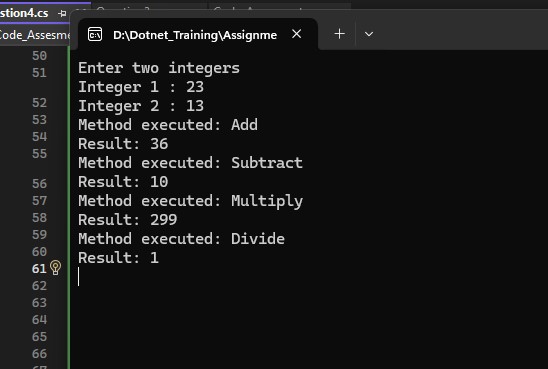 stion4.cs
Code_Assesme
D:\Dotnet_Training\Assignme
50
51
52
53
54
55
56
57
58
59
60
61
62
63
64
65
66
Enter two integers
Integer 1 : 23
Integer 2 : 13
Method executed: Add
Result: 36
Method executed: Subtract
Result: 10
Method executed: Multiply
Result: 299
Method executed: Divide
Result: 1